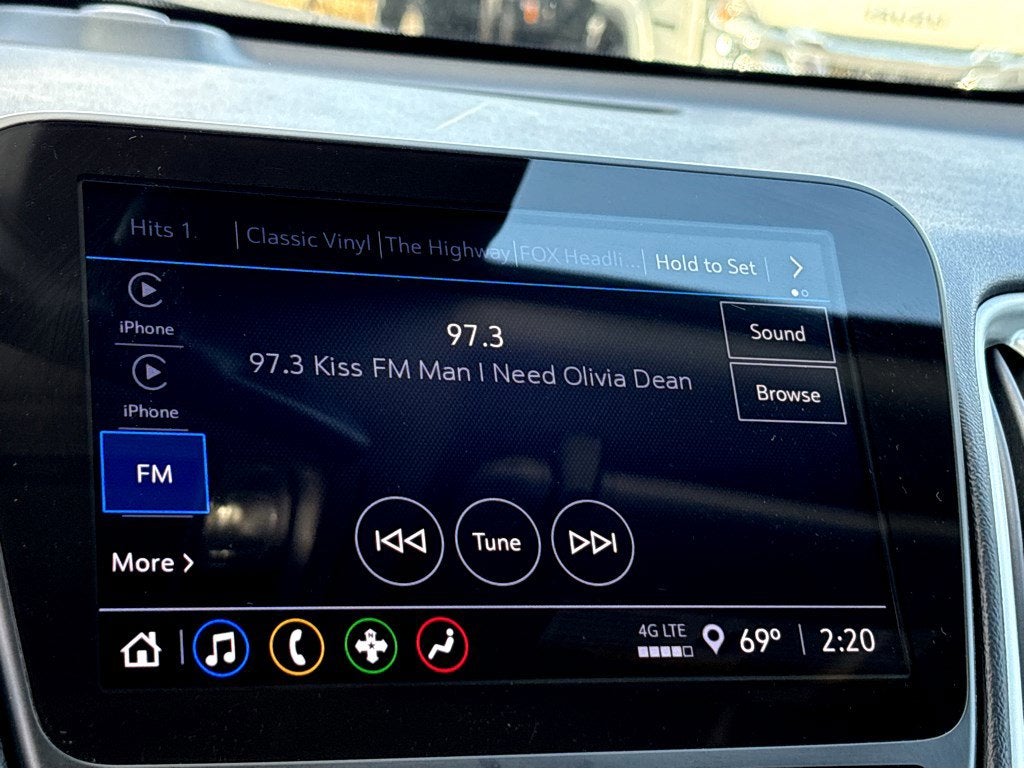 Hits 1. Classic Vinyl The Highway FOX Headli... Hold to Set
iPhone
97.3
Sound
97.3 Kiss FM Man I Need Olivia Dean
Browse
iPhone
FM
Tune
More
4G LTE
69° 2:20